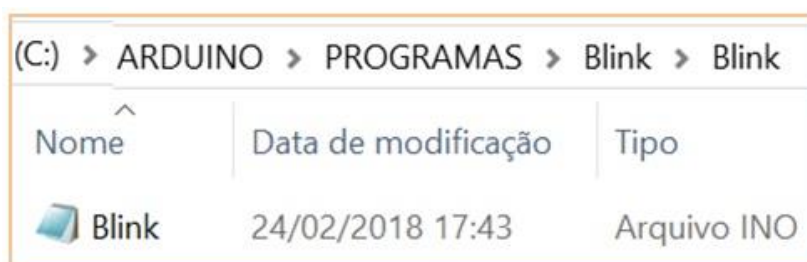 (C:) > ARDUINO > PROGRAMAS > Blink > Blink
Nome Data de modificação Tipo
Blink 24/02/2018 17:43 Arquivo INO